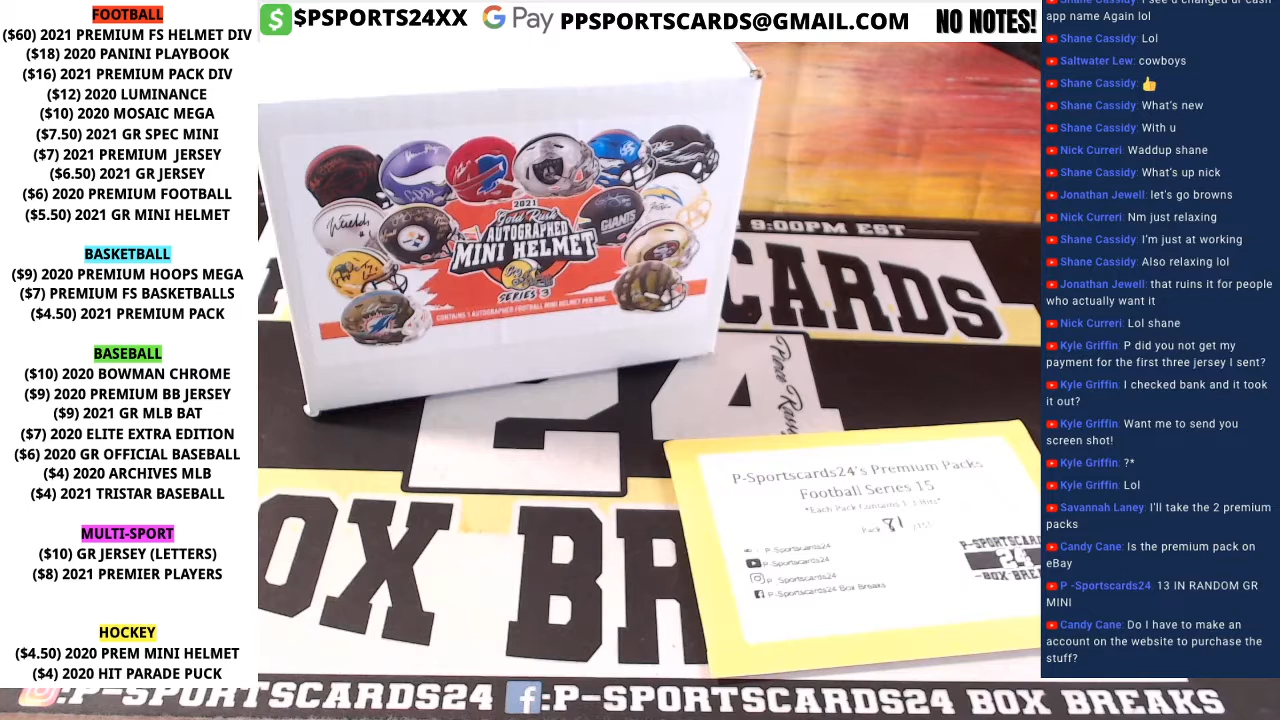 FOOTBALL
($60) 2021 PREMIUM FS HELMET DIV
($18) 2020 PANINI PLAYBOOK
($16) 2021 PREMIUM PACK DIV
($12) 2020 LUMINANCE
($10) 2020 MOSAIC MEGA
($7.50) 2021 GR SPEC MINI
($7) 2021 PREMIUM JERSEY
($6.50) 2021 GR JERSEY
($6) 2020 PREMIUM FOOTBALL
($5.50) 2021 GR MINI HELMET
BASKETBALL
($9) 2020 PREMIUM HOOPS MEGA
($7) PREMIUM FS BASKETBALLS
($4.50) 2021 PREMIUM PACK
BASEBALL
($10) 2020 BOWMAN CHROME
($9) 2020 PREMIUM BB JERSEY
($9) 2021 GR MLB BAT
($7) 2020 ELITE EXTRA EDITION
($6) 2020 GR OFFICIAL BASEBALL
($4) 2020 ARCHIVES MLB
($4) 2021 TRISTAR BASEBALL
MULTI-SPORT
($10) GR JERSEY (LETTERS)
($8) 2021 PREMIER PLAYERS
HOCKEY
($4.50) 2020 PREM MINI HELMET
($4) 2020 HIT PARADE PUCK
$PSPORTS24XX G Pay PPSPORTSCARDS@GMAIL.COM NO NOTES!
2021
Gold Rush
AUTOGRAPHED
MINI HELMET
SERIES 3
CONTAINS 1 AUTOGRAPHED FOOTBALL MINI HELMET PER BOX
GIANTS
9:00PM EST
CARDS
24
BOX BR
P-Sportscards24's Premium Packs
Football Series 15
Pack 81
P-Sportscards24
P-Sportscards24
P-Sportscards24
P-Sportscards24 Box Breaks
P-SPORTSCARD
24
-BOX BRE
:P-SPORTSCARDS24 :P-SPORTSCARDS24 BOX BREAKS
app name Again lol
Shane Cassidy: Lol
Saltwater Lew: cowboys
Shane Cassidy: 👍
Shane Cassidy: What's new
Shane Cassidy: With u
Nick Curreri: Waddup shane
Shane Cassidy: What's up nick
Jonathan Jewell: let's go browns
Nick Curreri: Nm just relaxing
Shane Cassidy: I'm just at working
Shane Cassidy: Also relaxing lol
Jonathan Jewell: that ruins it for people
who actually want it
Nick Curreri: Lol shane
Kyle Griffin: P did you not get my
payment for the first three jersey I sent?
Kyle Griffin: I checked bank and it took
it out?
Kyle Griffin: Want me to send you
screen shot!
Kyle Griffin: ?*
Kyle Griffin: Lol
Savannah Laney: I'll take the 2 premium
packs
Candy Cane: Is the premium pack on
eBay
P -Sportscards24: 13 IN RANDOM GR
MINI
Candy Cane: Do I have to make an
account on the website to purchase the
stuff?